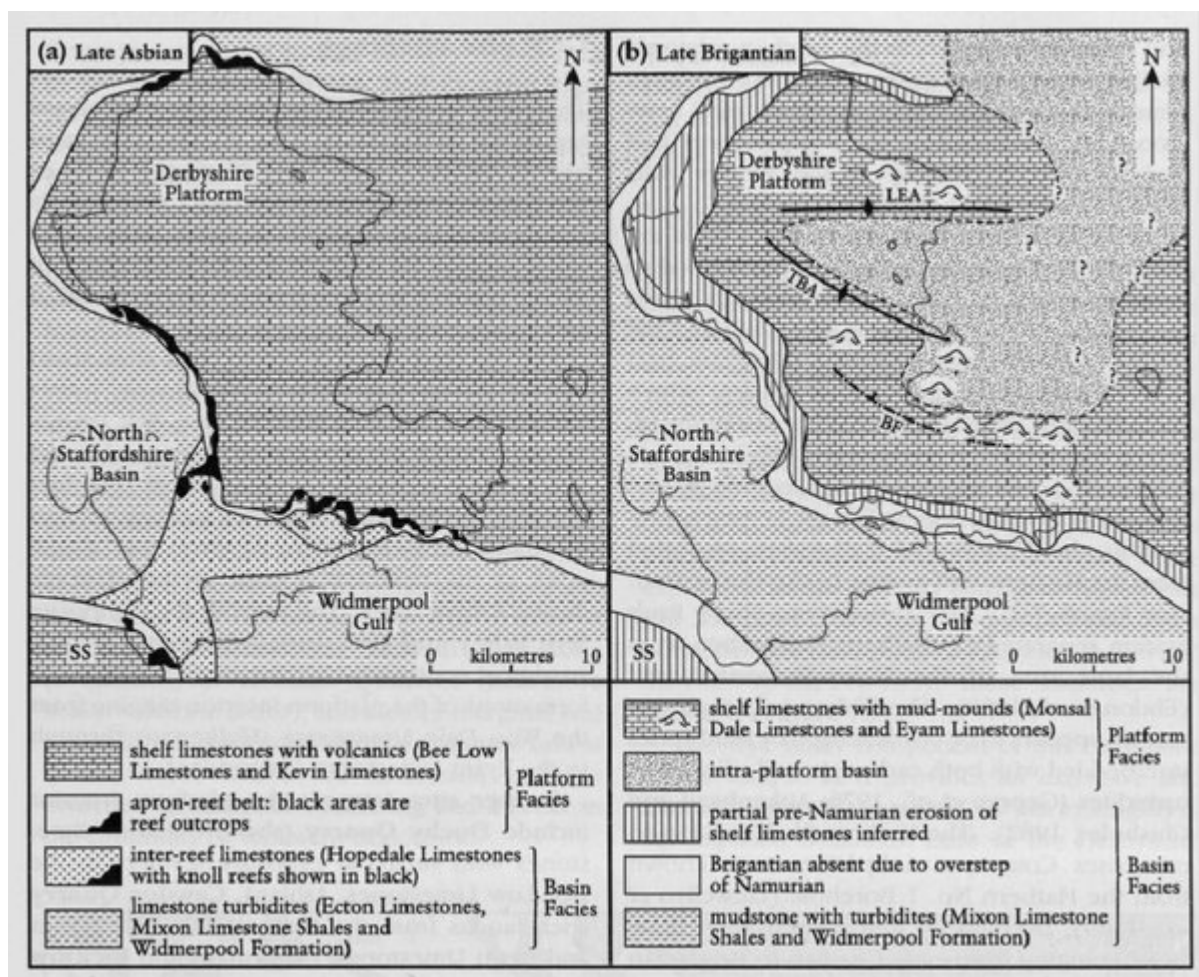 (a) Late Asbian
N
Derbyshire
Platform
North
Staffordshire
Basin
Widmerpool
Gulf
SS
0 kilometres 10
shelf limestones with volcanics (Bee Low
Limestones and Kevin Limestones)
apron-reef belt: black areas are
reef outcrops
Platform
Facies
inter-reef limestones (Hopedale Limestones
with knoll reefs shown in black)
limestone turbidites (Ecton Limestones,
Mixon Limestone Shales and
Widmerpool Formation)
Basin
Facies
(b) Late Brigantian
N
?
Derbyshire
Platform
?
LEA
?
?
?
?
TBA
?
BF
North
Staffordshire
Basin
Widmerpool
Gulf
SS
0 kilometres 10
shelf limestones with mud-mounds (Monsal
Dale Limestones and Eyam Limestones)
intra-platform basin
Platform
Facies
partial pre-Namurian erosion of
shelf limestones inferred
Brigantian absent due to overstep
of Namurian
mudstone with turbidites (Mixon Limestone
Shales and Widmerpool Formation)
Basin
Facies